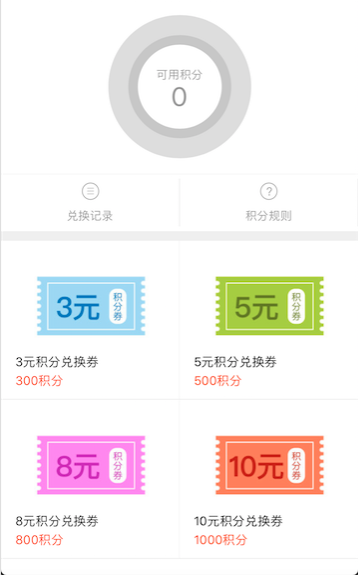 可用积分
0
兑换记录
积分规则
3元
积分券
5元
积分券
3元积分兑换券
300积分
5元积分兑换券
500积分
8元
积分券
10元
积分券
8元积分兑换券
800积分
10元积分兑换券
1000积分